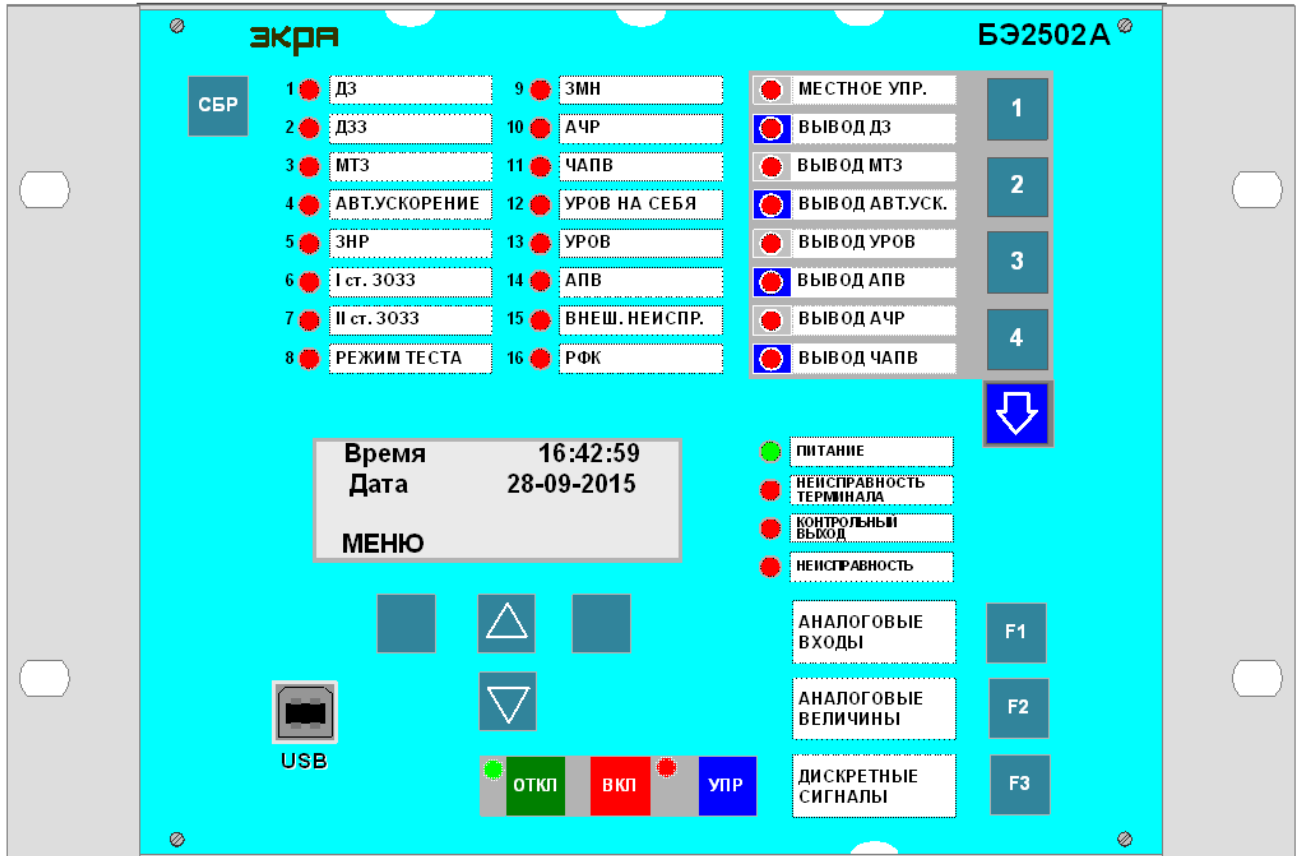 ЭКРА
БЭ2502А
СБР
1 ДЗ
2 ДЗЗ
3 МТЗ
4 АВТ.УСКОРЕНИЕ
5 ЗНР
6 I ст. ЗОЗЗ
7 II ст. ЗОЗЗ
8 РЕЖИМ ТЕСТА
9 ЗМН
10 АЧР
11 ЧАПВ
12 УРОВ НА СЕБЯ
13 УРОВ
14 АПВ
15 ВНЕШ. НЕИСПР.
16 РФК
МЕСТНОЕ УПР.
ВЫВОД ДЗ
ВЫВОД МТЗ
ВЫВОД АВТ.УСК.
ВЫВОД УРОВ
ВЫВОД АПВ
ВЫВОД АЧР
ВЫВОД ЧАПВ
1
2
3
4
Время 16:42:59
Дата 28-09-2015
МЕНЮ
ПИТАНИЕ
НЕИСПРАВНОСТЬ
ТЕРМИНАЛА
КОНТРОЛЬНЫЙ
ВЫХОД
НЕИСПРАВНОСТЬ
АНАЛОГОВЫЕ
ВХОДЫ
F1
АНАЛОГОВЫЕ
ВЕЛИЧИНЫ
F2
ДИСКРЕТНЫЕ
СИГНАЛЫ
F3
USB
ОТКЛ
ВКЛ
УПР